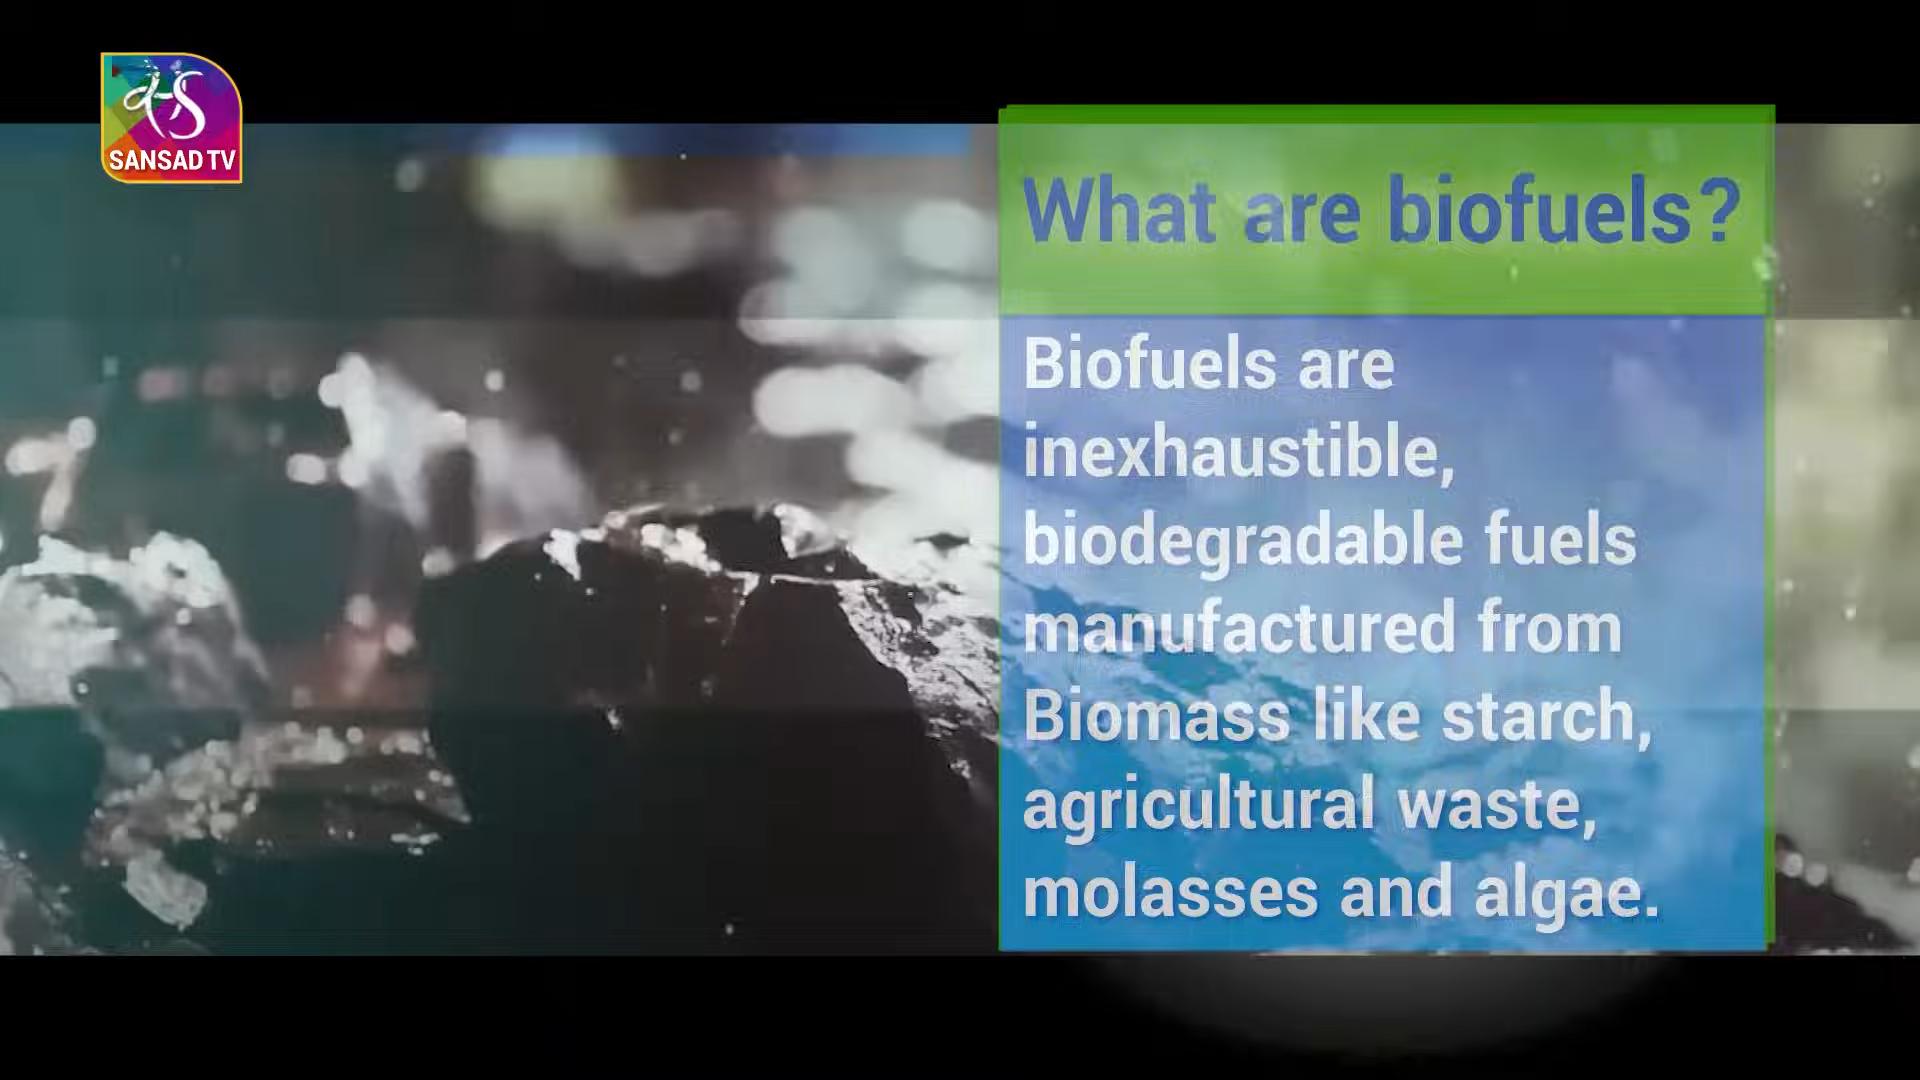 SANSAD TV
What are biofuels?
Biofuels are
inexhaustible,
biodegradable fuels
manufactured from
Biomass like starch,
agricultural waste,
molasses and algae.